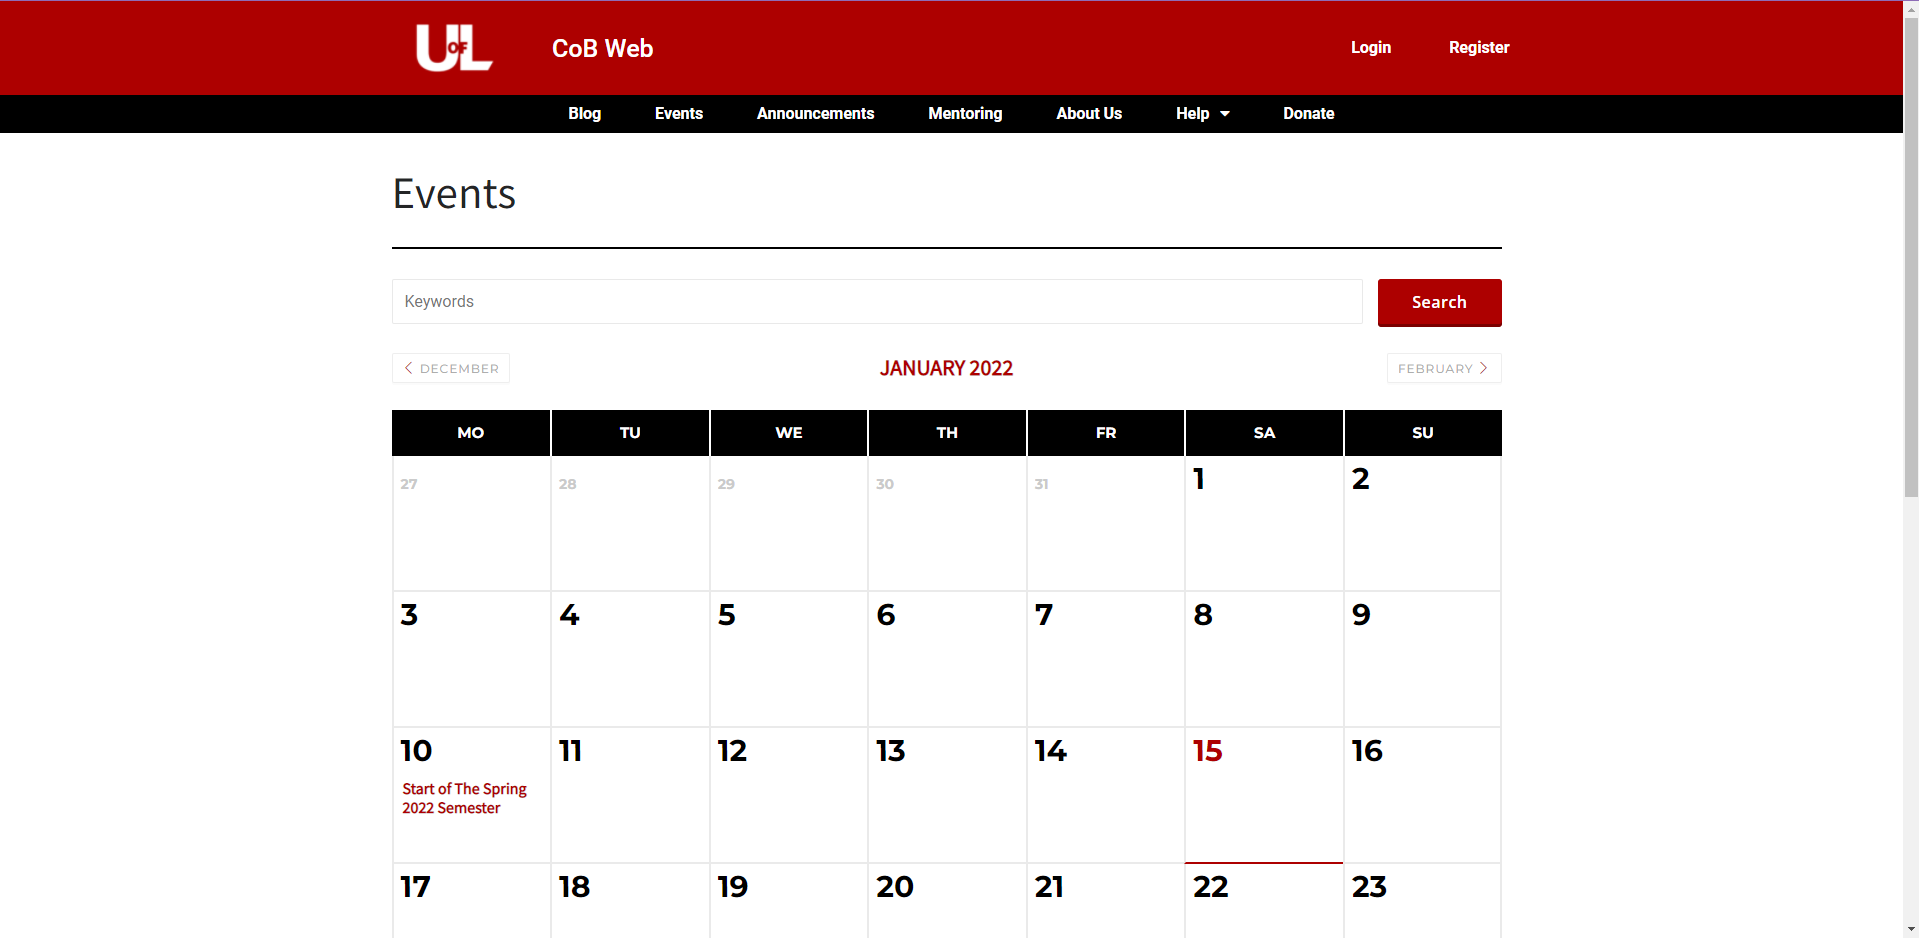 UofL
CoB Web
Login
Register
Blog
Events
Announcements
Mentoring
About Us
Help
Donate
Events
Keywords
Search
DECEMBER
JANUARY 2022
FEBRUARY
MO TU WE TH FR SA SU
27 28 29 30 31 1 2
3 4 5 6 7 8 9
10 11 12 13 14 15 16
Start of The Spring
2022 Semester
17 18 19 20 21 22 23